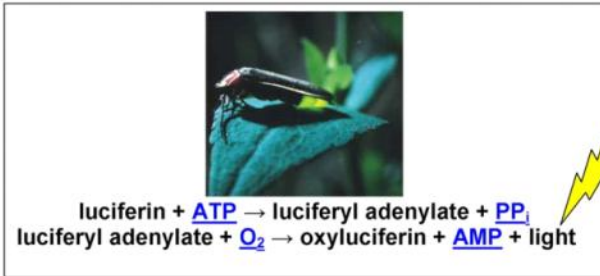 luciferin + ATP → luciferyl adenylate + PPi
luciferyl adenylate + O2 → oxyluciferin + AMP + light